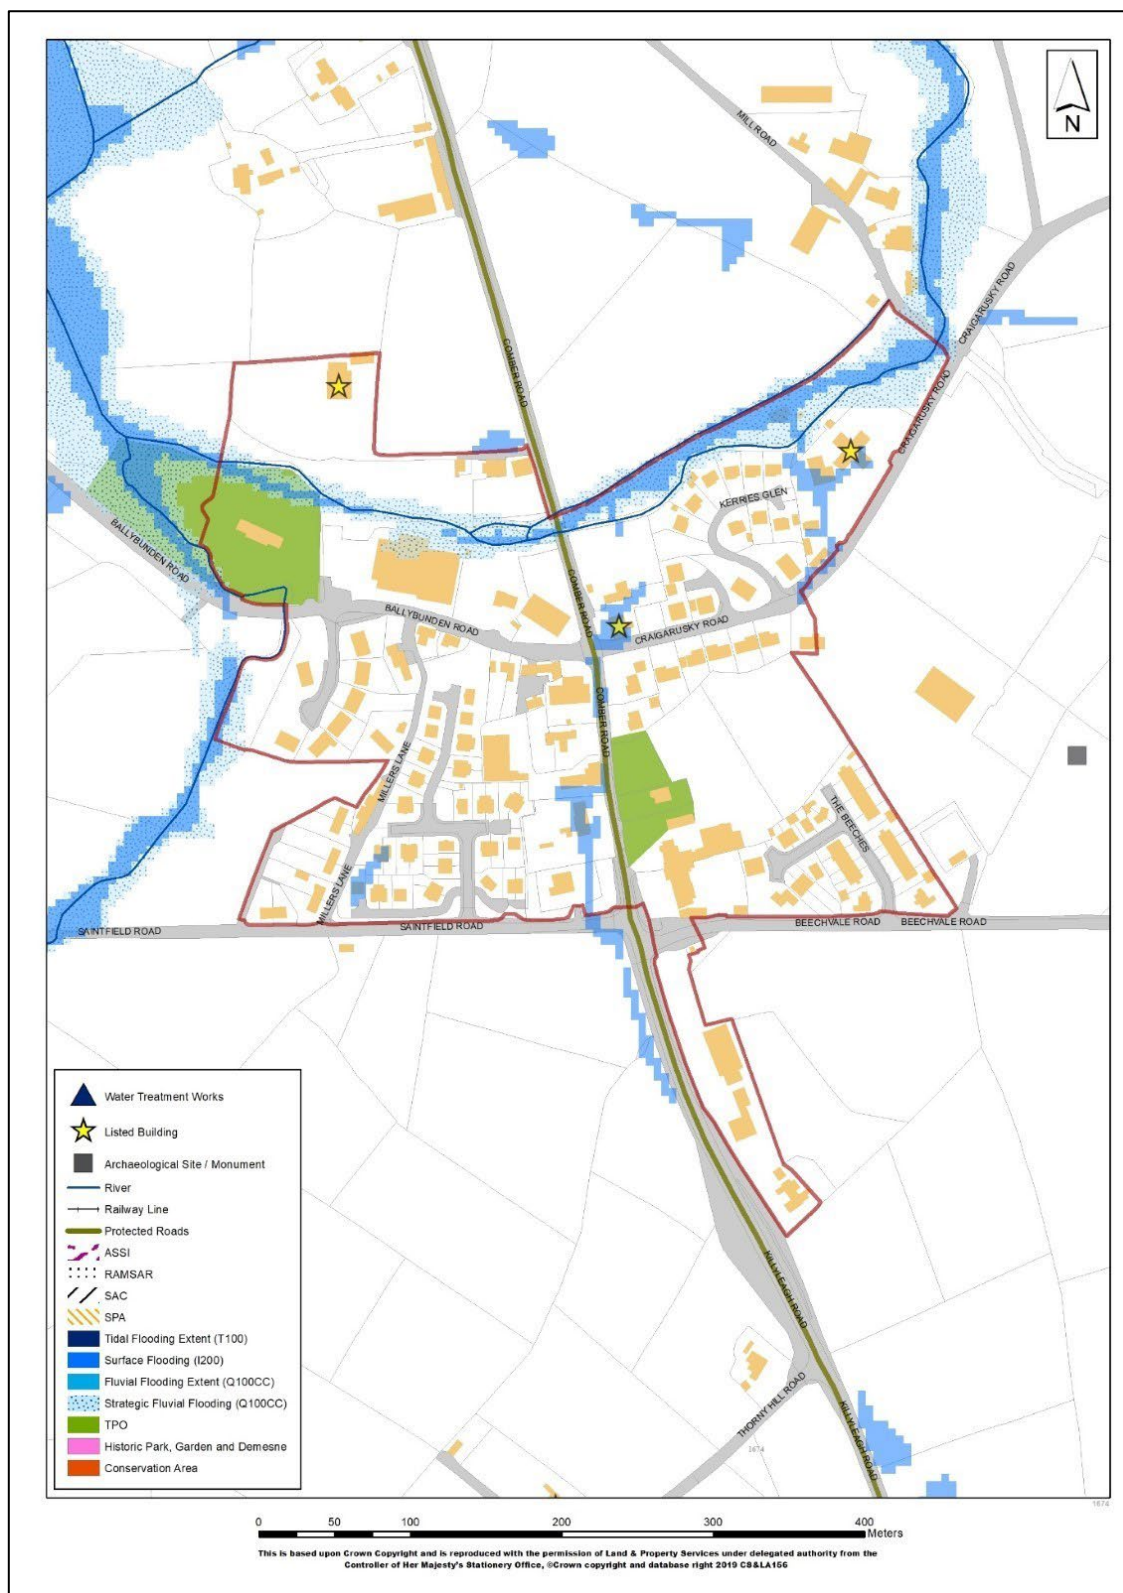 N
MILL ROAD
COMBER ROAD
CRAIGARUSKY ROAD
CRAIGARUSKY ROAD
KERRIES GLEN
BALLYBUNDEN ROAD
COMBER ROAD
BALLYBUNDEN ROAD
CRAIGARUSKY ROAD
COMBER ROAD
MILLERS LANE
THE BEECHES
MILLERS LANE
SAINTFIELD ROAD
SAINTFIELD ROAD
BEECHVALE ROAD
BEECHVALE ROAD
KILLYLEAGH ROAD
THORNY HILL ROAD
KILLYLEAGH ROAD
1674
1674
Water Treatment Works
Listed Building
Archaeological Site / Monument
River
Railway Line
Protected Roads
ASSI
RAMSAR
SAC
SPA
Tidal Flooding Extent (T100)
Surface Flooding (I200)
Fluvial Flooding Extent (Q100CC)
Strategic Fluvial Flooding (Q100CC)
TPO
Historic Park, Garden and Demesne
Conservation Area
0 50 100 200 300 400
Meters
This is based upon Crown Copyright and is reproduced with the permission of Land & Property Services under delegated authority from the
Controller of Her Majesty's Stationery Office, ©Crown copyright and database right 2019 CS&LA156